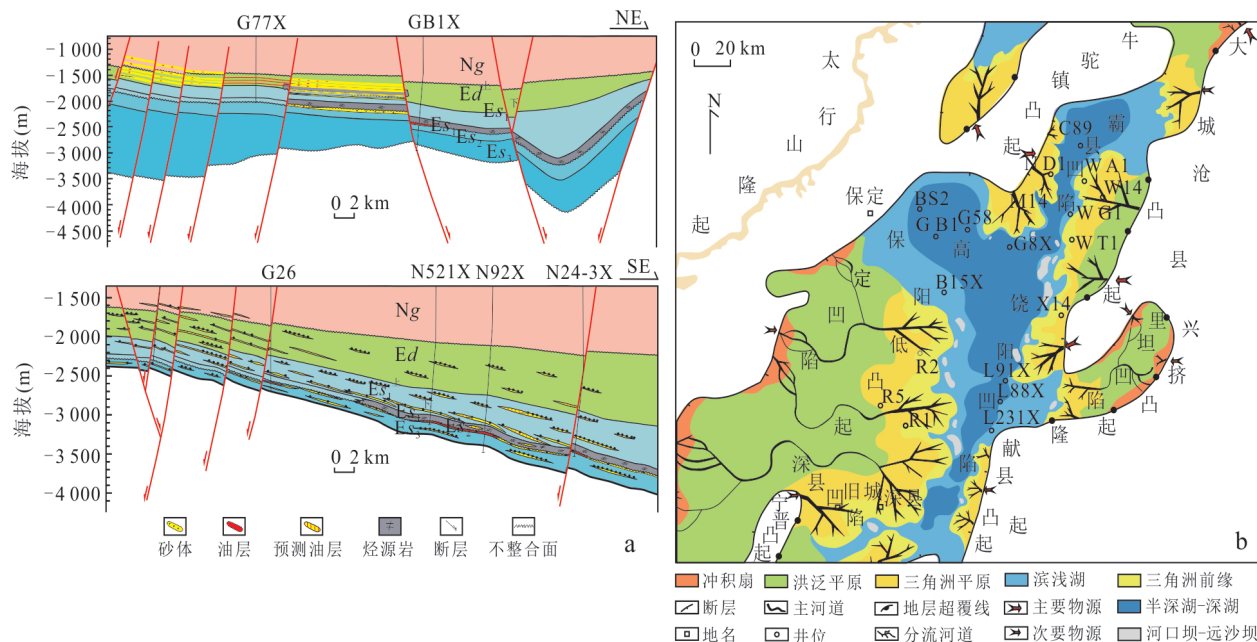 G77X GB1X NE
海拔(m)
-1 000
-1500
-2 000
-2 500
-3 000
-3 500
-4 000
-4 500
Ng
Ed
Es1
Es1
Es2
Es3
0 2 km
G26 N521X N92X N24-3X SE
海拔(m)
-1 500
-2 000
-2 500
-3 000
-3 500
-4 000
Ng
Ed
Es1
Es1
Es3 Es2
0 2 km
砂体 油层 预测油层 烃源岩 断层 不整合面
a
0 20 km
N
太行山隆起
牛驼镇凸起
大城凸起
沧县隆起
保定
霸县凹陷
保定凹陷
高阳低凸起
饶阳凹陷
里坦凹陷
兴济凸起
献县凸起
深县凹陷
旧城
深县
宁晋凸起
C89
D1
W A1
W14
M14
W G1
W T1
BS2
G B1
G58
G8X
B15X
X14
R2
L91X
R5
L88X
R1
L231X
b
冲积扇 洪泛平原 三角洲平原 滨浅湖 三角洲前缘
断层 主河道 地层超覆线 主要物源 半深湖-深湖
地名 井位 分流河道 次要物源 河口坝-远沙坝